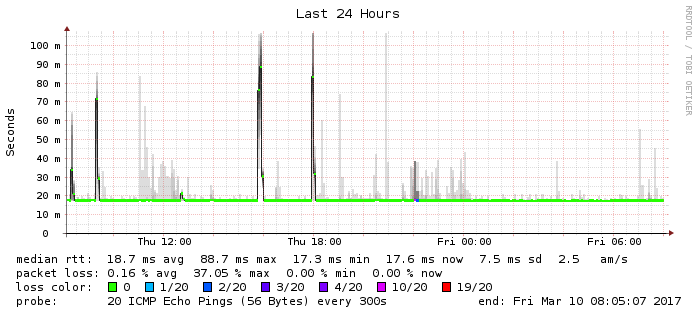 Last 24 Hours
RRDTOOL / TOBI OETIKER
Seconds
100 m
90 m
80 m
70 m
60 m
50 m
40 m
30 m
20 m
10 m
0
Thu 12:00 Thu 18:00 Fri 00:00 Fri 06:00
median rtt: 18.7 ms avg 88.7 ms max 17.3 ms min 17.6 ms now 7.5 ms sd 2.5 am/s
packet loss: 0.16 % avg 37.05 % max 0.00 % min 0.00 % now
loss color: 0 1/20 2/20 3/20 4/20 10/20 19/20
probe: 20 ICMP Echo Pings (56 Bytes) every 300s end: Fri Mar 10 08:05:07 2017